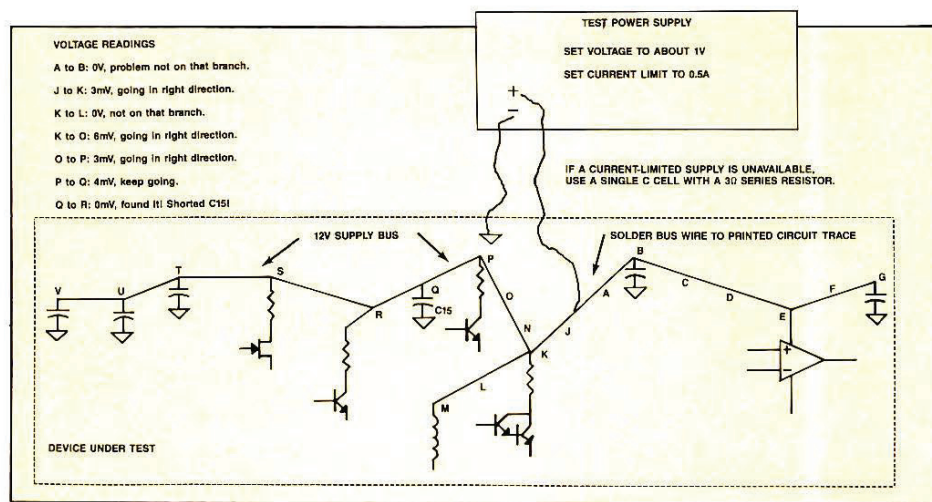 TEST POWER SUPPLY
SET VOLTAGE TO ABOUT 1V
SET CURRENT LIMIT TO 0.5A
+
−
VOLTAGE READINGS
A to B: 0V, problem not on that branch.
J to K: 3mV, going in right direction.
K to L: 0V, not on that branch.
K to O: 6mV, going in right direction.
O to P: 3mV, going in right direction.
P to Q: 4mV, keep going.
Q to R: 0mV, found it! Shorted C15!
IF A CURRENT-LIMITED SUPPLY IS UNAVAILABLE,
USE A SINGLE C CELL WITH A 3Ω SERIES RESISTOR.
12V SUPPLY BUS
SOLDER BUS WIRE TO PRINTED CIRCUIT TRACE
V
U
T
S
R
Q
C15
P
O
N
K
J
A
B
C
D
E
F
G
L
M
+
−
DEVICE UNDER TEST